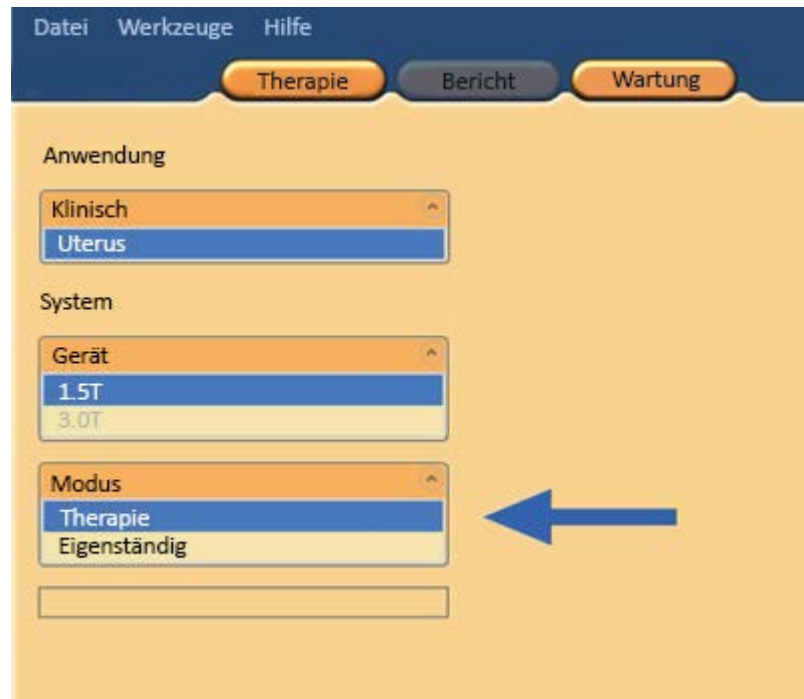 Datei Werkzeuge Hilfe
Therapie Bericht Wartung
Anwendung
Klinisch
Uterus
System
Gerät
1.5T
3.0T
Modus
Therapie
Eigenständig